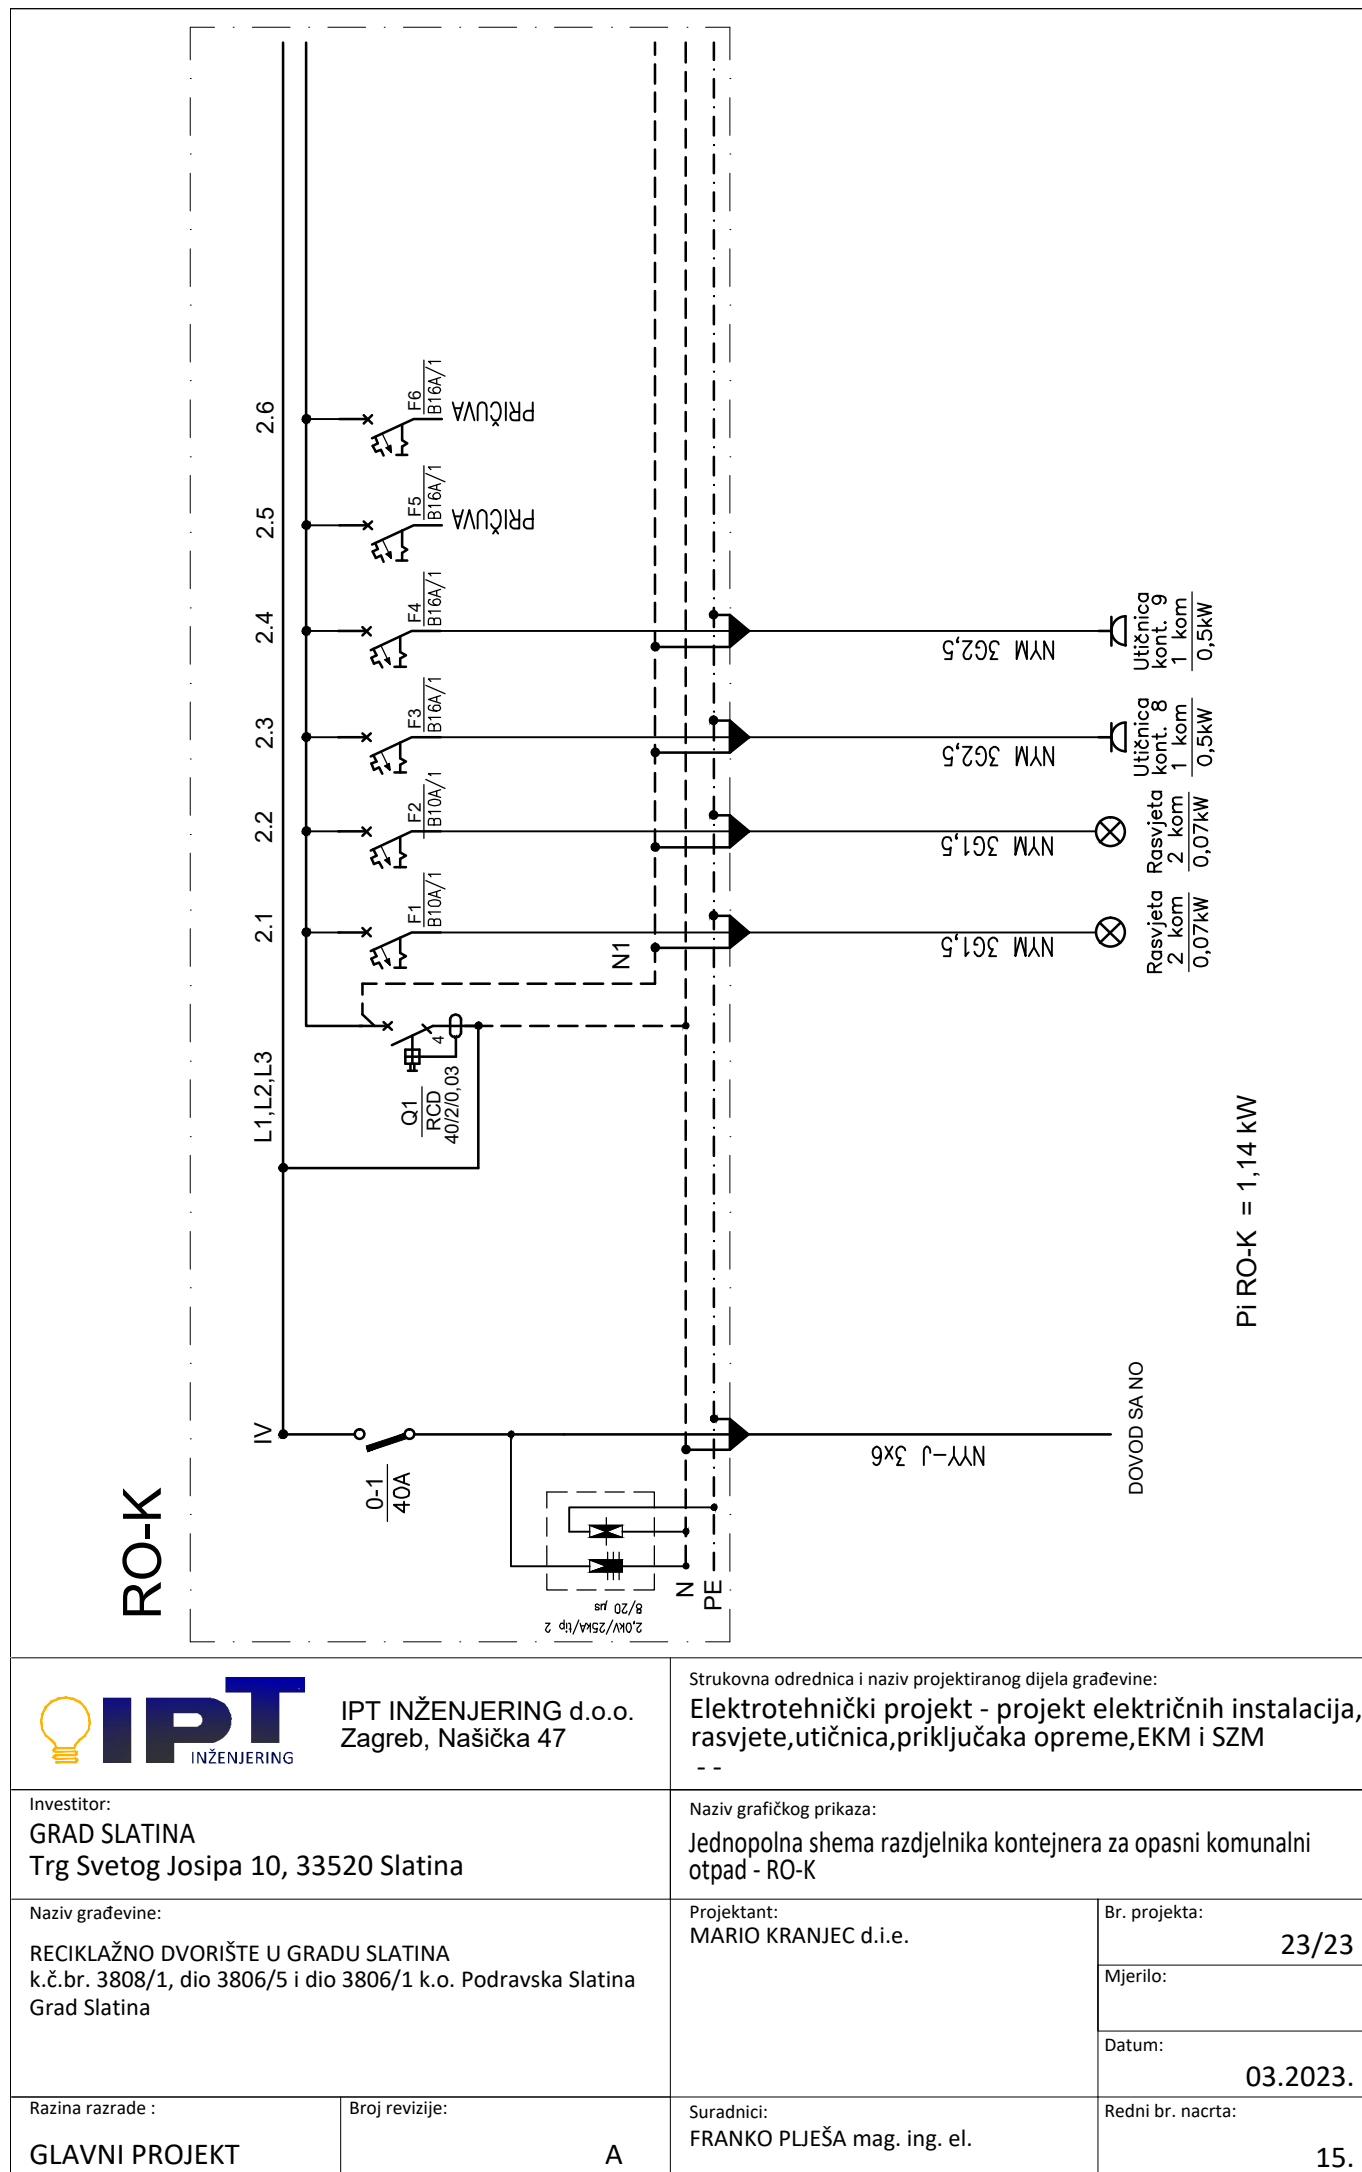 RO-K
IV
0-1
40A
2,0kV/25kA/tip 2
8/20 µs
N
PE
NYY-J 3x6
DOVOD SA NO
L1,L2,L3
Q1
RCD
40/2/0,03
4
N1
Pi RO-K = 1,14 kW
2.1
F1
B10A/1
NYM 3G1,5
Rasvjeta
2 kom
0,07kW
2.2
F2
B10A/1
NYM 3G1,5
Rasvjeta
2 kom
0,07kW
2.3
F3
B16A/1
NYM 3G2,5
Utičnica
kont. 8
1 kom
0,5kW
2.4
F4
B16A/1
NYM 3G2,5
Utičnica
kont. 9
1 kom
0,5kW
2.5
F5
B16A/1
PRIČUVA
2.6
F6
B16A/1
PRIČUVA
IPT
INŽENJERING
IPT INŽENJERING d.o.o.
Zagreb, Našička 47
Strukovna odrednica i naziv projektiranog dijela građevine:
Elektrotehnički projekt - projekt električnih instalacija,
rasvjete,utičnica,priključaka opreme,EKM i SZM
- -
Investitor:
GRAD SLATINA
Trg Svetog Josipa 10, 33520 Slatina
Naziv grafičkog prikaza:
Jednopolna shema razdjelnika kontejnera za opasni komunalni
otpad - RO-K
Naziv građevine:
RECIKLAŽNO DVORIŠTE U GRADU SLATINA
k.č.br. 3808/1, dio 3806/5 i dio 3806/1 k.o. Podravska Slatina
Grad Slatina
Projektant:
MARIO KRANJEC d.i.e.
Br. projekta:
23/23
Mjerilo:
Datum:
03.2023.
Razina razrade :
GLAVNI PROJEKT
Broj revizije:
A
Suradnici:
FRANKO PLJEŠA mag. ing. el.
Redni br. nacrta:
15.